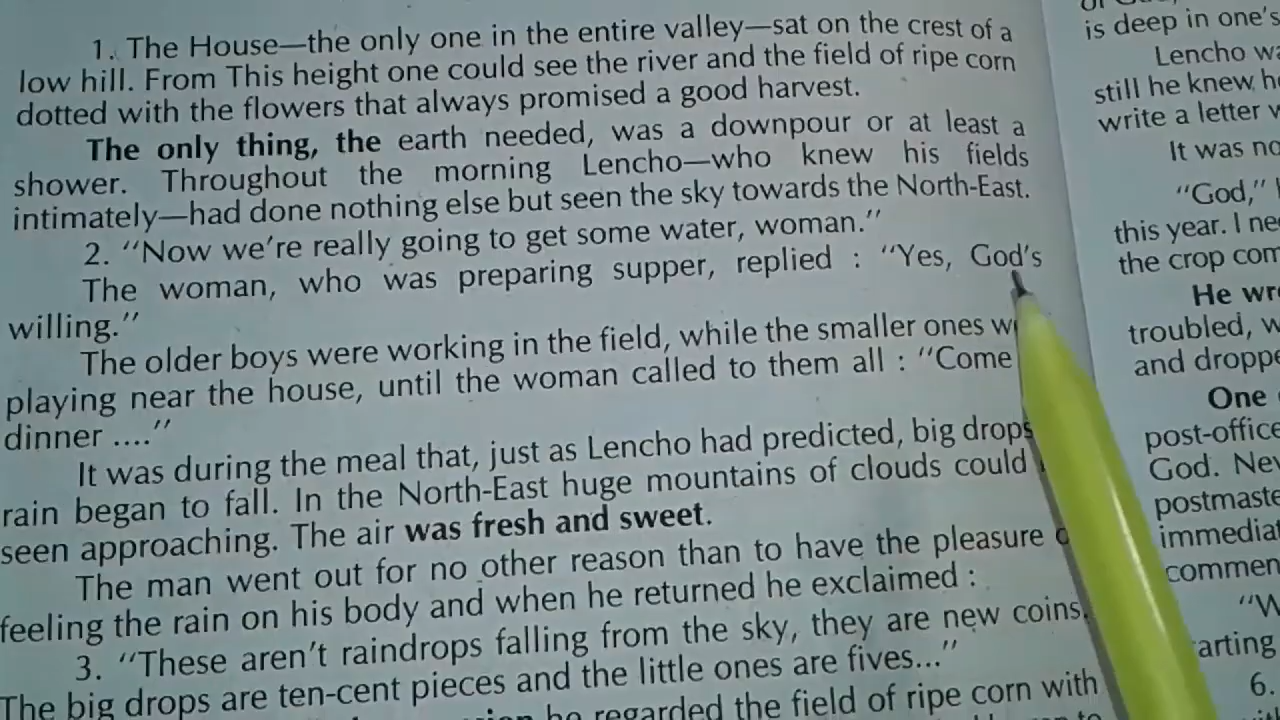 1. The House—the only one in the entire valley—sat on the crest of a
low hill. From This height one could see the river and the field of ripe corn
dotted with the flowers that always promised a good harvest.
The only thing, the earth needed, was a downpour or at least a
shower. Throughout the morning Lencho—who knew his fields
intimately—had done nothing else but seen the sky towards the North-East.
2. “Now we’re really going to get some water, woman.”
The woman, who was preparing supper, replied : “Yes, God’s
willing.”
The older boys were working in the field, while the smaller ones
playing near the house, until the woman called to them all : “Come
dinner ....”
It was during the meal that, just as Lencho had predicted, big drops
rain began to fall. In the North-East huge mountains of clouds could
seen approaching. The air was fresh and sweet.
The man went out for no other reason than to have the pleasure
feeling the rain on his body and when he returned he exclaimed :
3. “These aren’t raindrops falling from the sky, they are new coins.
The big drops are ten-cent pieces and the little ones are fives...”
he regarded the field of ripe corn with
is deep in one’s
Lencho
still he knew
write a letter
It was
“God,”
this year. I
the crop
He
troubled,
and
One
post-office
God.
immedia
commen
6.